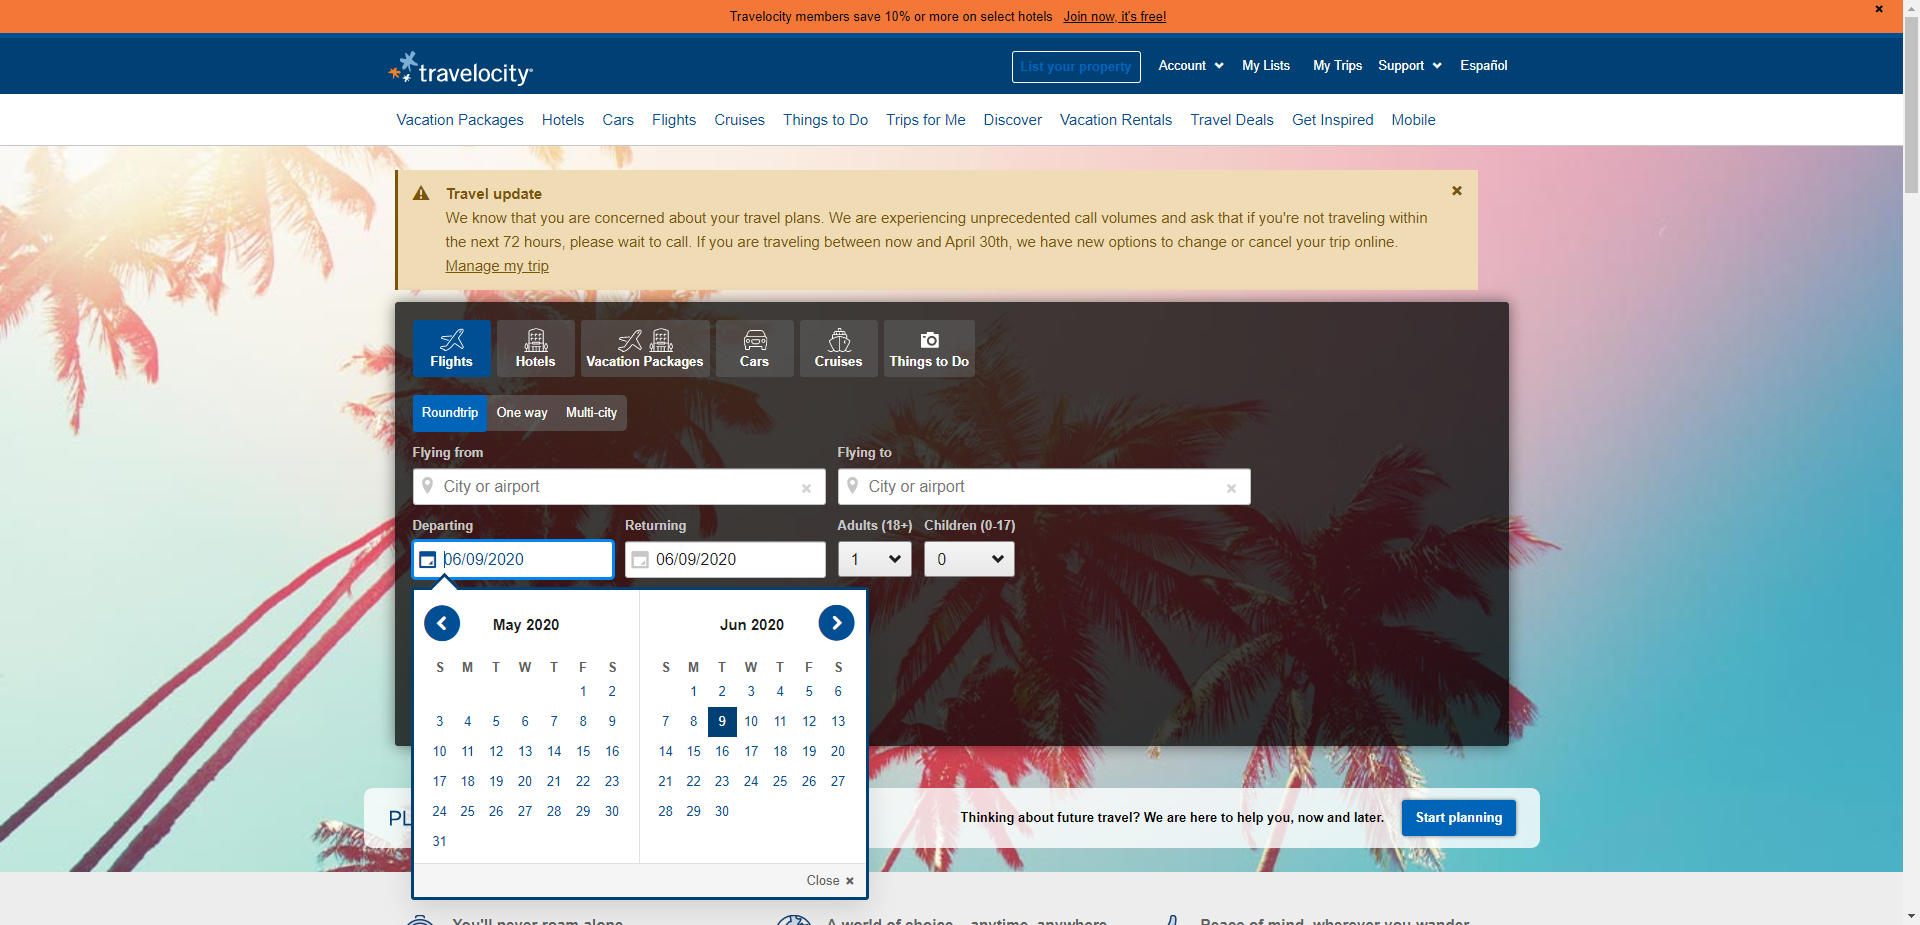 Travelocity members save 10% or more on select hotels Join now, it's free!
travelocity
List your property Account My Lists My Trips Support Español
Vacation Packages Hotels Cars Flights Cruises Things to Do Trips for Me Discover Vacation Rentals Travel Deals Get Inspired Mobile
Travel update
We know that you are concerned about your travel plans. We are experiencing unprecedented call volumes and ask that if you're not traveling within
the next 72 hours, please wait to call. If you are traveling between now and April 30th, we have new options to change or cancel your trip online.
Manage my trip
Flights Hotels Vacation Packages Cars Cruises Things to Do
Roundtrip One way Multi-city
Flying from Flying to
City or airport City or airport
Departing Returning Adults (18+) Children (0-17)
06/09/2020 06/09/2020 1 0
May 2020 Jun 2020
S M T W T F S S M T W T F S
1 2 1 2 3 4 5 6
3 4 5 6 7 8 9 7 8 9 10 11 12 13
10 11 12 13 14 15 16 14 15 16 17 18 19 20
17 18 19 20 21 22 23 21 22 23 24 25 26 27
24 25 26 27 28 29 30 28 29 30
31
PL Thinking about future travel? We are here to help you, now and later. Start planning
Close
You'll never roam alone A world of choice – anytime, anywhere Peace of mind, wherever you wander